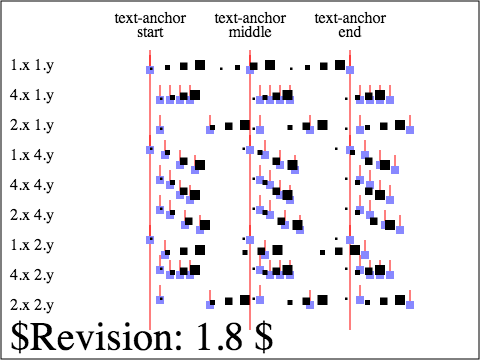 text-anchor text-anchor text-anchor
start middle end
1.x 1.y
4.x 1.y
2.x 1.y
1.x 4.y
4.x 4.y
2.x 4.y
1.x 2.y
4.x 2.y
2.x 2.y
$Revision: 1.8 $